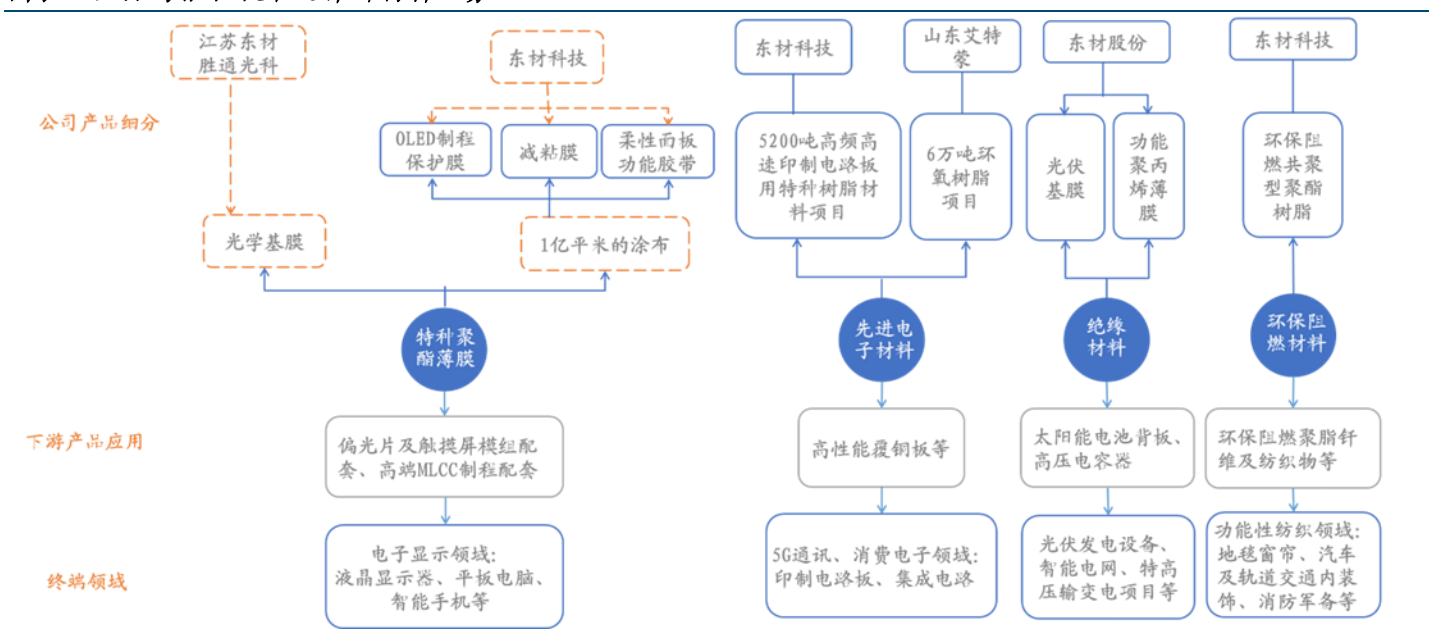 江苏东材
胜通光科
东材科技
东材科技
山东艾特
蒙
东材股份
东材科技
公司产品细分
OLED制程
保护膜
减粘膜
柔性面板
功能胶带
5200吨高频高
速印制电路板
用特种树脂材
料项目
6万吨环
氧树脂
项目
光伏
基膜
功能
聚丙
烯薄
膜
环保阻
燃共聚
型聚酯
树脂
光学基膜
1亿平米的涂布
特种聚
酯薄膜
先进电
子材料
绝缘
材料
环保阻
燃材料
下游产品应用
偏光片及触摸屏模组配
套、高端MLCC制程配套
高性能覆铜板等
太阳能电池背板、
高压电容器
环保阻燃聚脂钎
维及纺织物等
终端领域
电子显示领域:
液晶显示器、平板电脑、
智能手机等
5G通讯、消费电子领域:
印制电路板、集成电路
光伏发电设备、
智能电网、特高
压输变电项目等
功能性纺织领域:
地毯窗帘、汽车
及轨道交通内装
饰、消防军备等